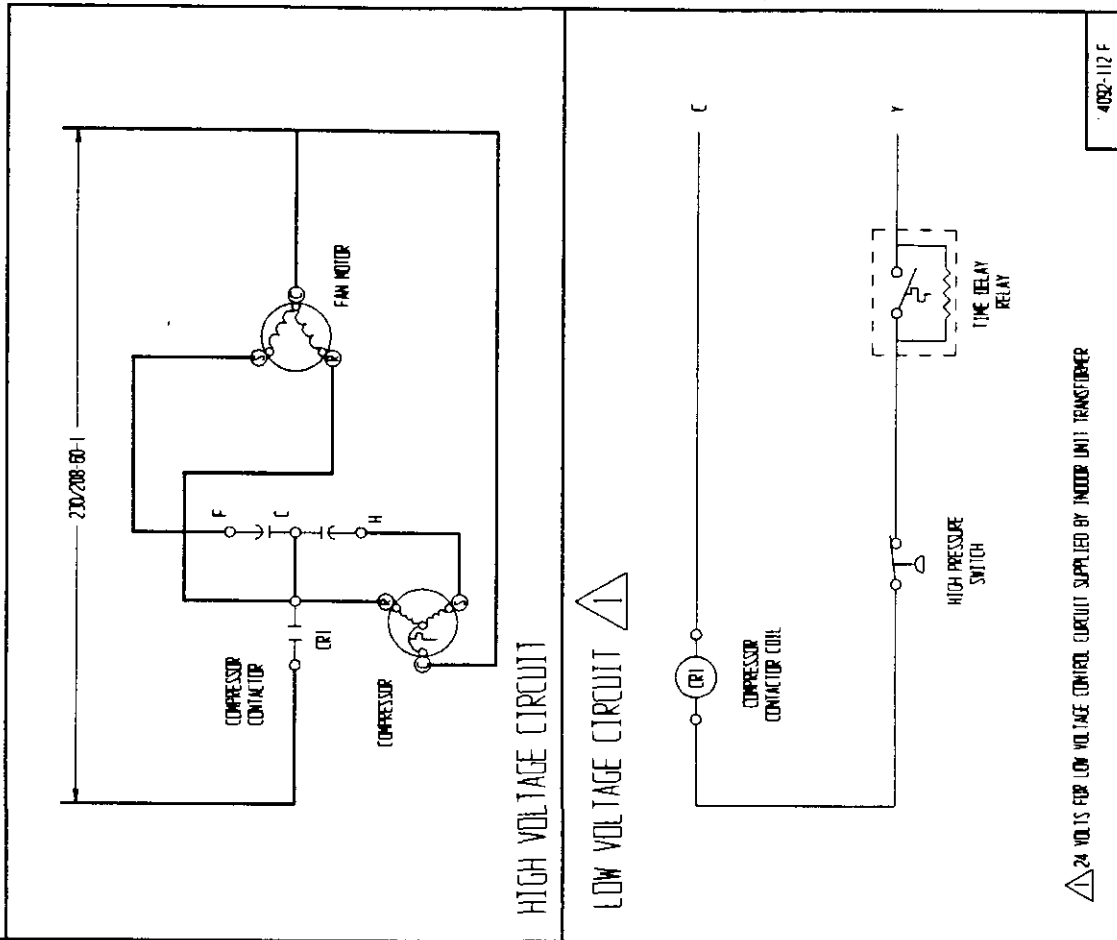 230/208-60-1
S
C
R
FAN MOTOR
F
C
H
CR1
COMPRESSOR
CONTACTOR
R
S
C
COMPRESSOR
HIGH VOLTAGE CIRCUIT
LOW VOLTAGE CIRCUIT
1
C
CR1
COMPRESSOR
CONTACTOR COIL
Y
TIME DELAY
RELAY
HIGH PRESSURE
SWITCH
1 24 VOLTS FOR LOW VOLTAGE CONTROL CIRCUIT SUPPLIED BY INDOOR UNIT TRANSFORMER
4092-112 F